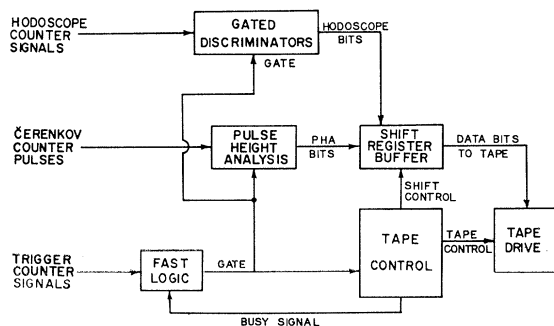 HODOSCOPE
COUNTER
SIGNALS
GATED
DISCRIMINATORS
HODOSCOPE
BITS
GATE
ČERENKOV
COUNTER
PULSES
PULSE
HEIGHT
ANALYSIS
PHA
BITS
SHIFT
REGISTER
BUFFER
DATA BITS
TO TAPE
SHIFT
CONTROL
TRIGGER
COUNTER
SIGNALS
FAST
LOGIC
GATE
TAPE
CONTROL
TAPE
CONTROL
TAPE
DRIVE
BUSY SIGNAL